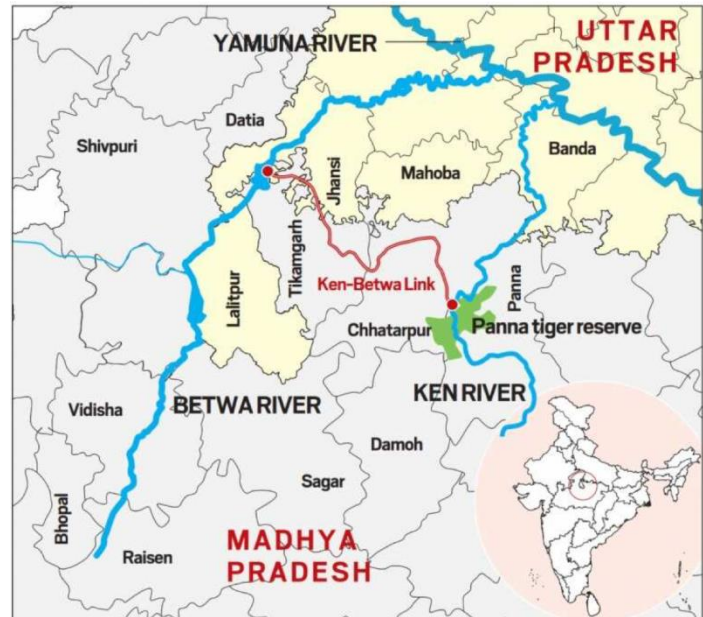 YAMUNA RIVER
UTTAR
PRADESH
Datia
Shivpuri
Jhansi
Mahoba
Banda
Tikamgarh
Ken-Betwa Link
Lalitpur
Panna
Chhatarpur
Panna tiger reserve
Vidisha
BETWA RIVER
KEN RIVER
Damoh
Sagar
Bhopal
Raisen
MADHYA
PRADESH